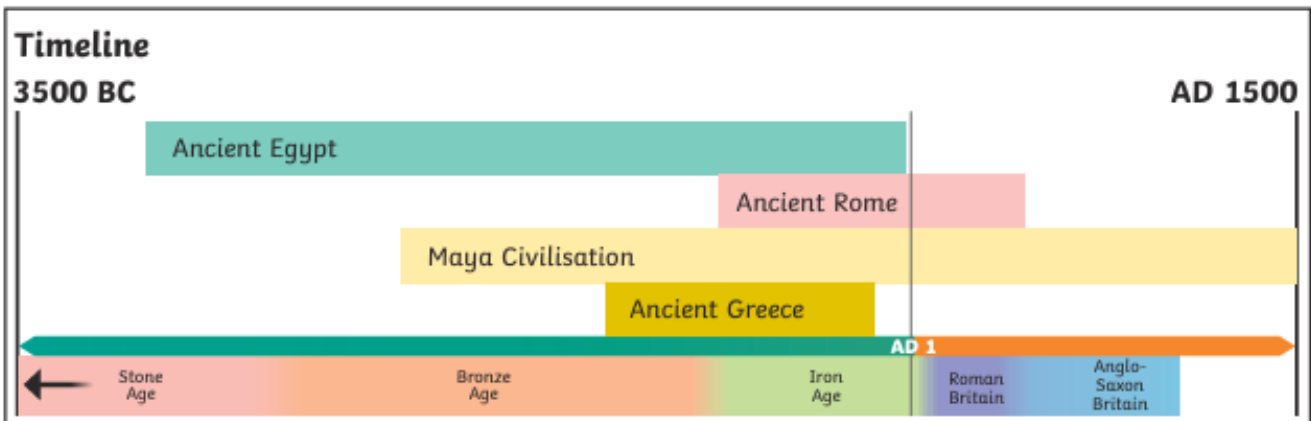 Timeline
3500 BC
AD 1500
Ancient Egypt
Ancient Rome
Maya Civilisation
Ancient Greece
AD 1
Stone
Age
Bronze
Age
Iron
Age
Roman
Britain
Anglo-
Saxon
Britain